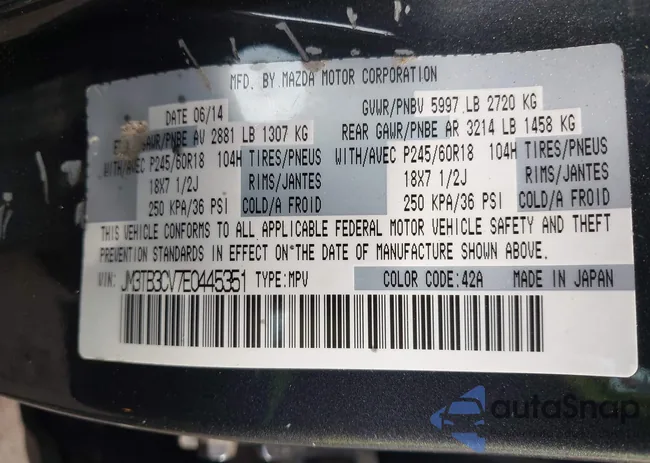 MFD. BY MAZDA MOTOR CORPORATION
DATE 06/14 GVWR/PNBV 5997 LB 2720 KG
GAWR/PNBE AV 2881 LB 1307 KG REAR GAWR/PNBE AR 3214 LB 1458 KG
WITH/AVEC P245/60R18 104H TIRES/PNEUS WITH/AVEC P245/60R18 104H TIRES/PNEUS
18X7 1/2J RIMS/JANTES 18X7 1/2J RIMS/JANTES
250 KPA/36 PSI COLD/A FROID 250 KPA/36 PSI COLD/A FROID
THIS VEHICLE CONFORMS TO ALL APPLICABLE FEDERAL MOTOR VEHICLE SAFETY AND THEFT
PREVENTION STANDARDS IN EFFECT ON THE DATE OF MANUFACTURE SHOWN ABOVE.
VIN: JM3TB3CV7E0445351 TYPE:MPV COLOR CODE:42A MADE IN JAPAN
autoSnap